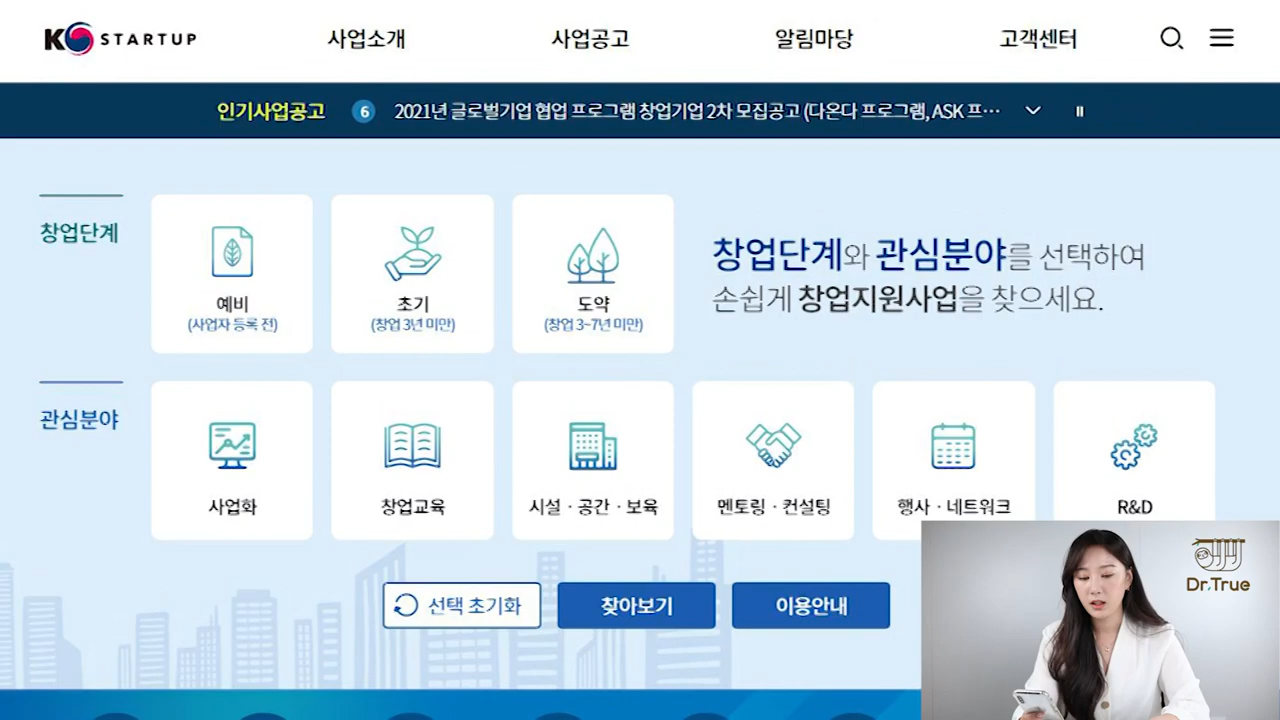 K STARTUP
사업소개
사업공고
알림마당
고객센터
인기사업공고
6
2021년 글로벌기업 협업 프로그램 창업기업 2차 모집공고 (다온다 프로그램, ASK 프…
창업단계
예비
(사업자 등록 전)
초기
(창업 3년 미만)
도약
(창업 3~7년 미만)
창업단계와 관심분야를 선택하여
손쉽게 창업지원사업을 찾으세요.
관심분야
사업화
창업교육
시설 · 공간 · 보육
멘토링 · 컨설팅
행사 · 네트워크
R&D
선택 초기화
찾아보기
이용안내
Dr.True